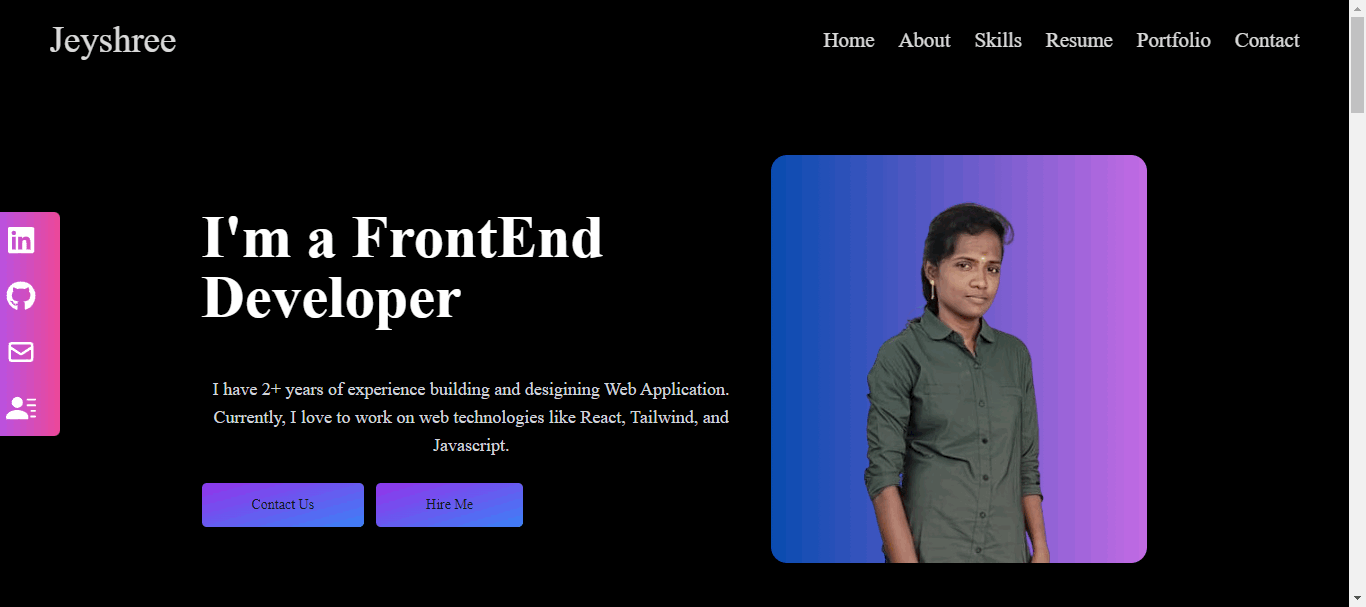 Jeyshree
Home About Skills Resume Portfolio Contact
I'm a FrontEnd
Developer
in
I have 2+ years of experience building and desigining Web Application.
Currently, I love to work on web technologies like React, Tailwind, and
Javascript.
Contact Us
Hire Me